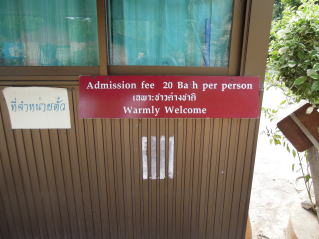 Admission fee 20 Bath per person
เฉพาะชาวต่างชาติ
Warmly Welcome
ที่จำหน่ายตั๋ว